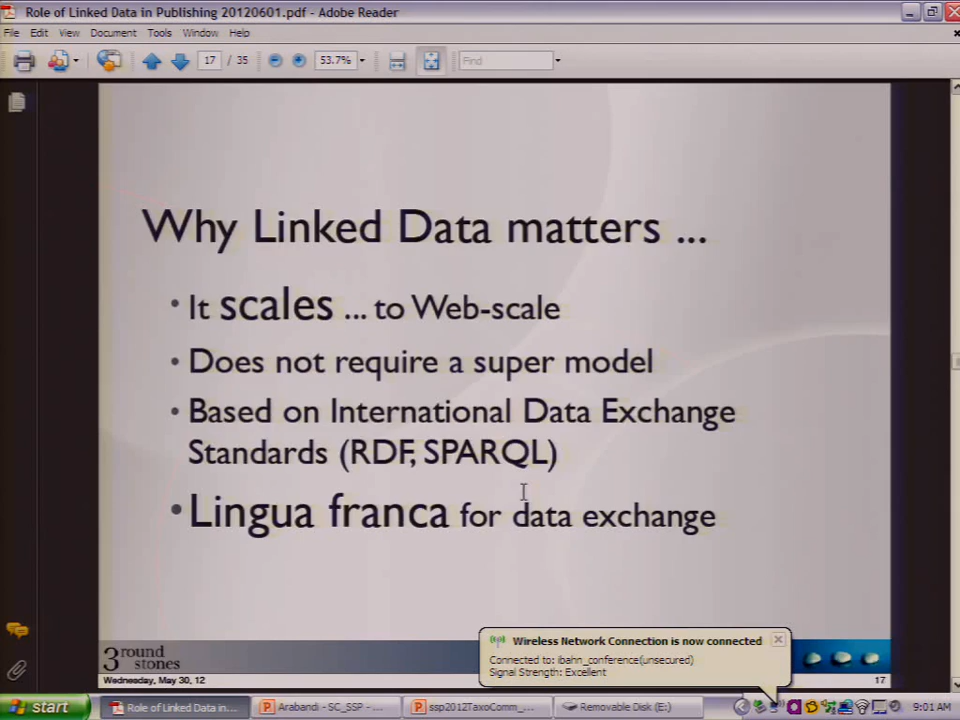 Role of Linked Data in Publishing 20120601.pdf - Adobe Reader
File Edit View Document Tools Window Help
17 / 35 53.7% Find
Why Linked Data matters ...
• It scales ... to Web-scale
• Does not require a super model
• Based on International Data Exchange
Standards (RDF, SPARQL)
• Lingua franca for data exchange
3 round
stones
Wednesday, May 30, 12
17
Wireless Network Connection is now connected
Connected to: ibahn_conference(unsecured)
Signal Strength: Excellent
start Role of Linked Data in... Arabandi - SC_SSP - ... ssp2012TaxoComm_... Removable Disk (E:) 9:01 AM